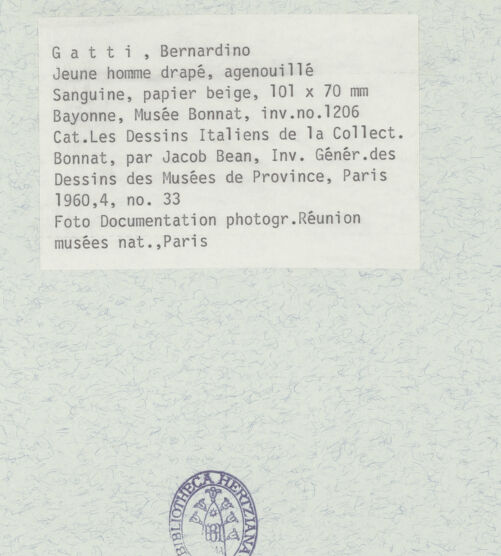 G a t t i , Bernardino
Jeune homme drapé, agenouillé
Sanguine, papier beige, 101 x 70 mm
Bayonne, Musée Bonnat, inv.no.1206
Cat.Les Dessins Italiens de la Collect.
Bonnat, par Jacob Bean, Inv. Génér.des
Dessins des Musées de Province, Paris
1960,4, no. 33
Foto Documentation photogr.Réunion
musées nat.,Paris
BIBLIOTHECA HERTZIANA